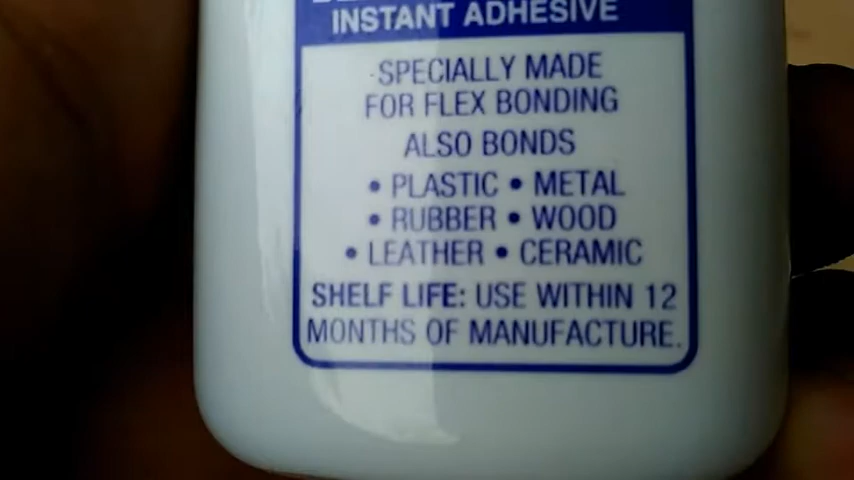 INSTANT ADHESIVE
SPECIALLY MADE
FOR FLEX BONDING
ALSO BONDS
• PLASTIC • METAL
• RUBBER • WOOD
• LEATHER • CERAMIC
SHELF LIFE: USE WITHIN 12
MONTHS OF MANUFACTURE.